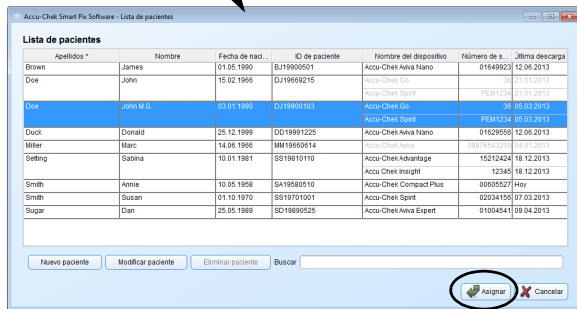 Accu-Chek Smart Pix Software - Lista de pacientes
Lista de pacientes
Apellidos * Nombre Fecha de naci... ID de paciente Nombre del dispositivo Número de s... Última descarga
Brown James 01.05.1990 BJ19900501 Accu-Chek Aviva Nano 01649923 12.06.2013
Doe John 15.02.1966 DJ19669215 Accu-Chek Go 36 21.01.2013
Accu-Chek Spirit PEM1234 21.01.2013
Doe John M.G. 03.01.1990 DJ19900103 Accu-Chek Go 36 05.03.2013
Accu-Chek Spirit PEM1234 05.03.2013
Duck Donald 25.12.1999 DD19991225 Accu-Chek Aviva Nano 01629556 12.06.2013
Miller Marc 14.06.1966 MM19660614 Accu-Chek Aviva 09876543210 04.01.2013
Setting Sabina 10.01.1981 SS19810110 Accu-Chek Advantage 15212424 18.12.2013
Accu Chek Insight 12345 18.12.2013
Smith Annie 10.05.1958 SA19580510 Accu-Chek Compact Plus 00605527 Hoy
Smith Susan 01.10.1970 SS19701001 Accu-Chek Spirit 02034156 07.03.2013
Sugar Dan 25.05.1989 SD19890525 Accu-Chek Aviva Expert 01004541 09.04.2013
Nuevo paciente Modificar paciente Eliminar paciente Buscar
Asignar Cancelar